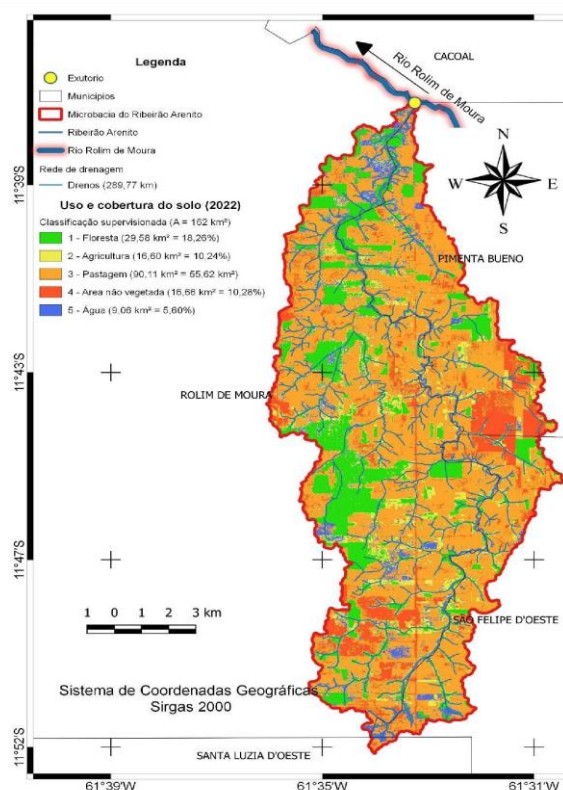 Legenda
Exutorio
Municípios
Microbacia do Ribeirão Arenito
Ribeirão Arenito
Rio Rolim de Moura
Rede de drenagem
Drenos (289,77 km)
Uso e cobertura do solo (2022)
Classificação supervisionada (A = 162 km²)
1 - Floresta (29,58 km² = 18,26%)
2 - Agricultura (16,60 km² = 10,24%)
3 - Pastagem (90,11 km² = 55,62%)
4 - Area não vegetada (16,66 km² = 10,28%)
5 - Água (9,06 km² = 5,60%)
CACOAL
Rio Rolim de Moura
N
W E
S
PIMENTA BUENO
ROLIM DE MOURA
SÃO FELIPE D'OESTE
SANTA LUZIA D'OESTE
1 0 1 2 3 km
Sistema de Coordenadas Geográficas
Sirgas 2000
11°39'S
11°43'S
11°47'S
11°52'S
61°39'W 61°35'W 61°31'W